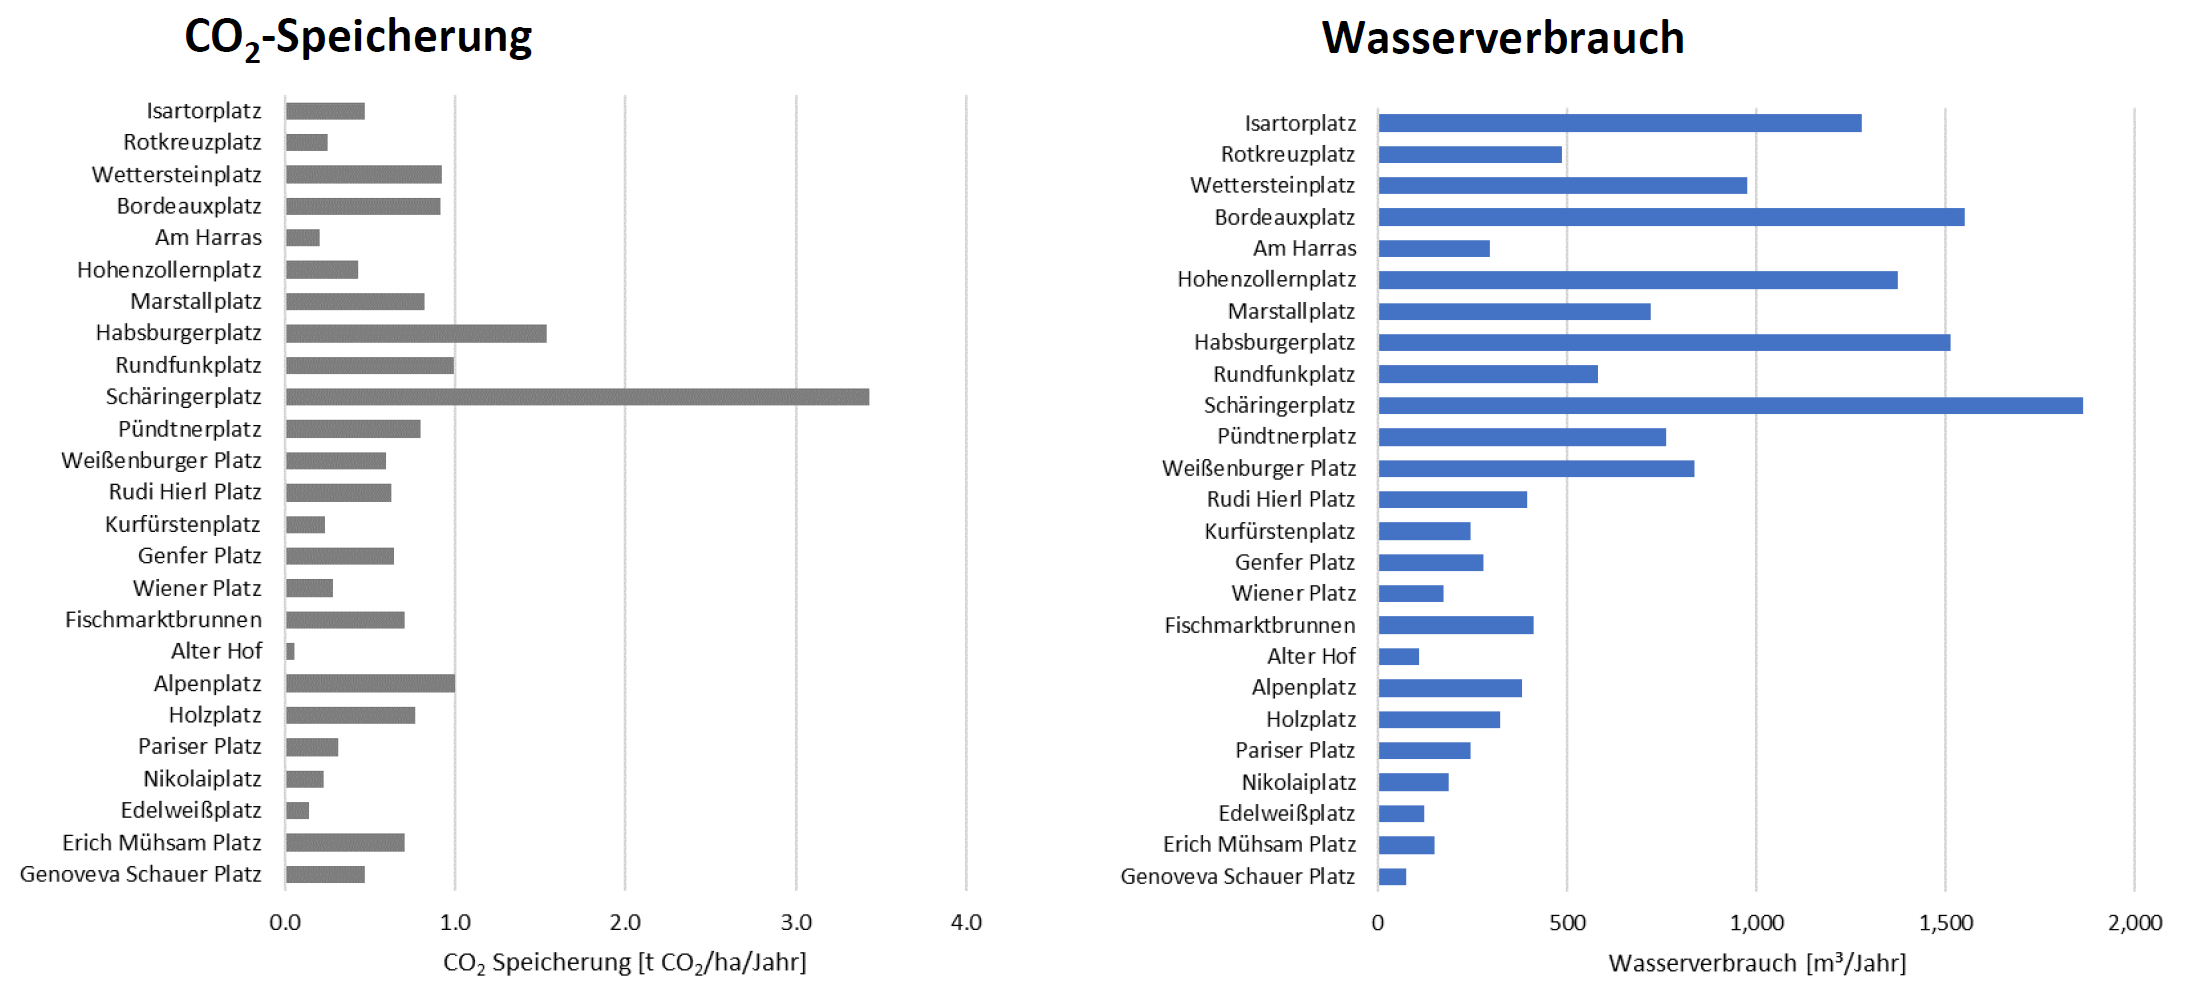 CO₂-Speicherung
Isartorplatz
Rotkreuzplatz
Wettersteinplatz
Bordeauxplatz
Am Harras
Hohenzollernplatz
Marstallplatz
Habsburgerplatz
Rundfunkplatz
Schäringerplatz
Pündtnerplatz
Weißenburger Platz
Rudi Hierl Platz
Kurfürstenplatz
Genfer Platz
Wiener Platz
Fischmarktbrunnen
Alter Hof
Alpenplatz
Holzplatz
Pariser Platz
Nikolaiplatz
Edelweißplatz
Erich Mühsam Platz
Genoveva Schauer Platz
0.0 1.0 2.0 3.0 4.0
CO₂ Speicherung [t CO₂/ha/Jahr]
Wasserverbrauch
Isartorplatz
Rotkreuzplatz
Wettersteinplatz
Bordeauxplatz
Am Harras
Hohenzollernplatz
Marstallplatz
Habsburgerplatz
Rundfunkplatz
Schäringerplatz
Pündtnerplatz
Weißenburger Platz
Rudi Hierl Platz
Kurfürstenplatz
Genfer Platz
Wiener Platz
Fischmarktbrunnen
Alter Hof
Alpenplatz
Holzplatz
Pariser Platz
Nikolaiplatz
Edelweißplatz
Erich Mühsam Platz
Genoveva Schauer Platz
0 500 1,000 1,500 2,000
Wasserverbrauch [m³/Jahr]